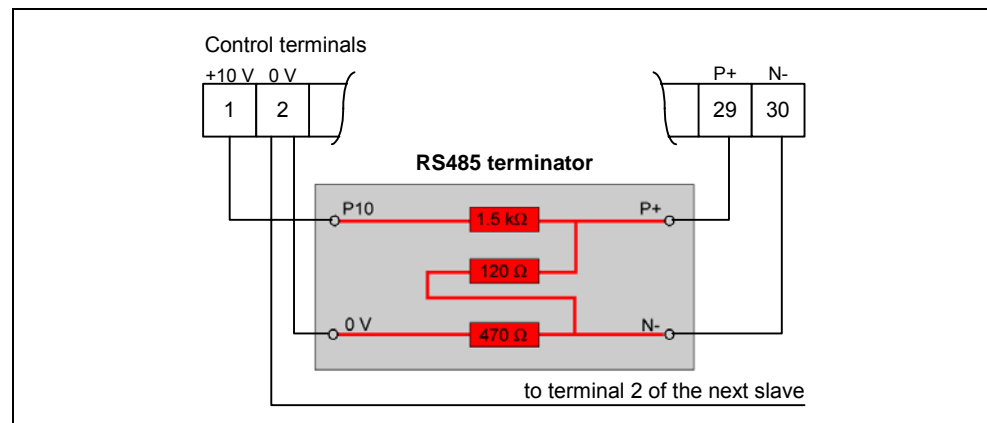 Control terminals
+10 V 0 V P+ N-
1 2 29 30
RS485 terminator
P10 1.5 kΩ P+
120 Ω
0 V 470 Ω N-
to terminal 2 of the next slave